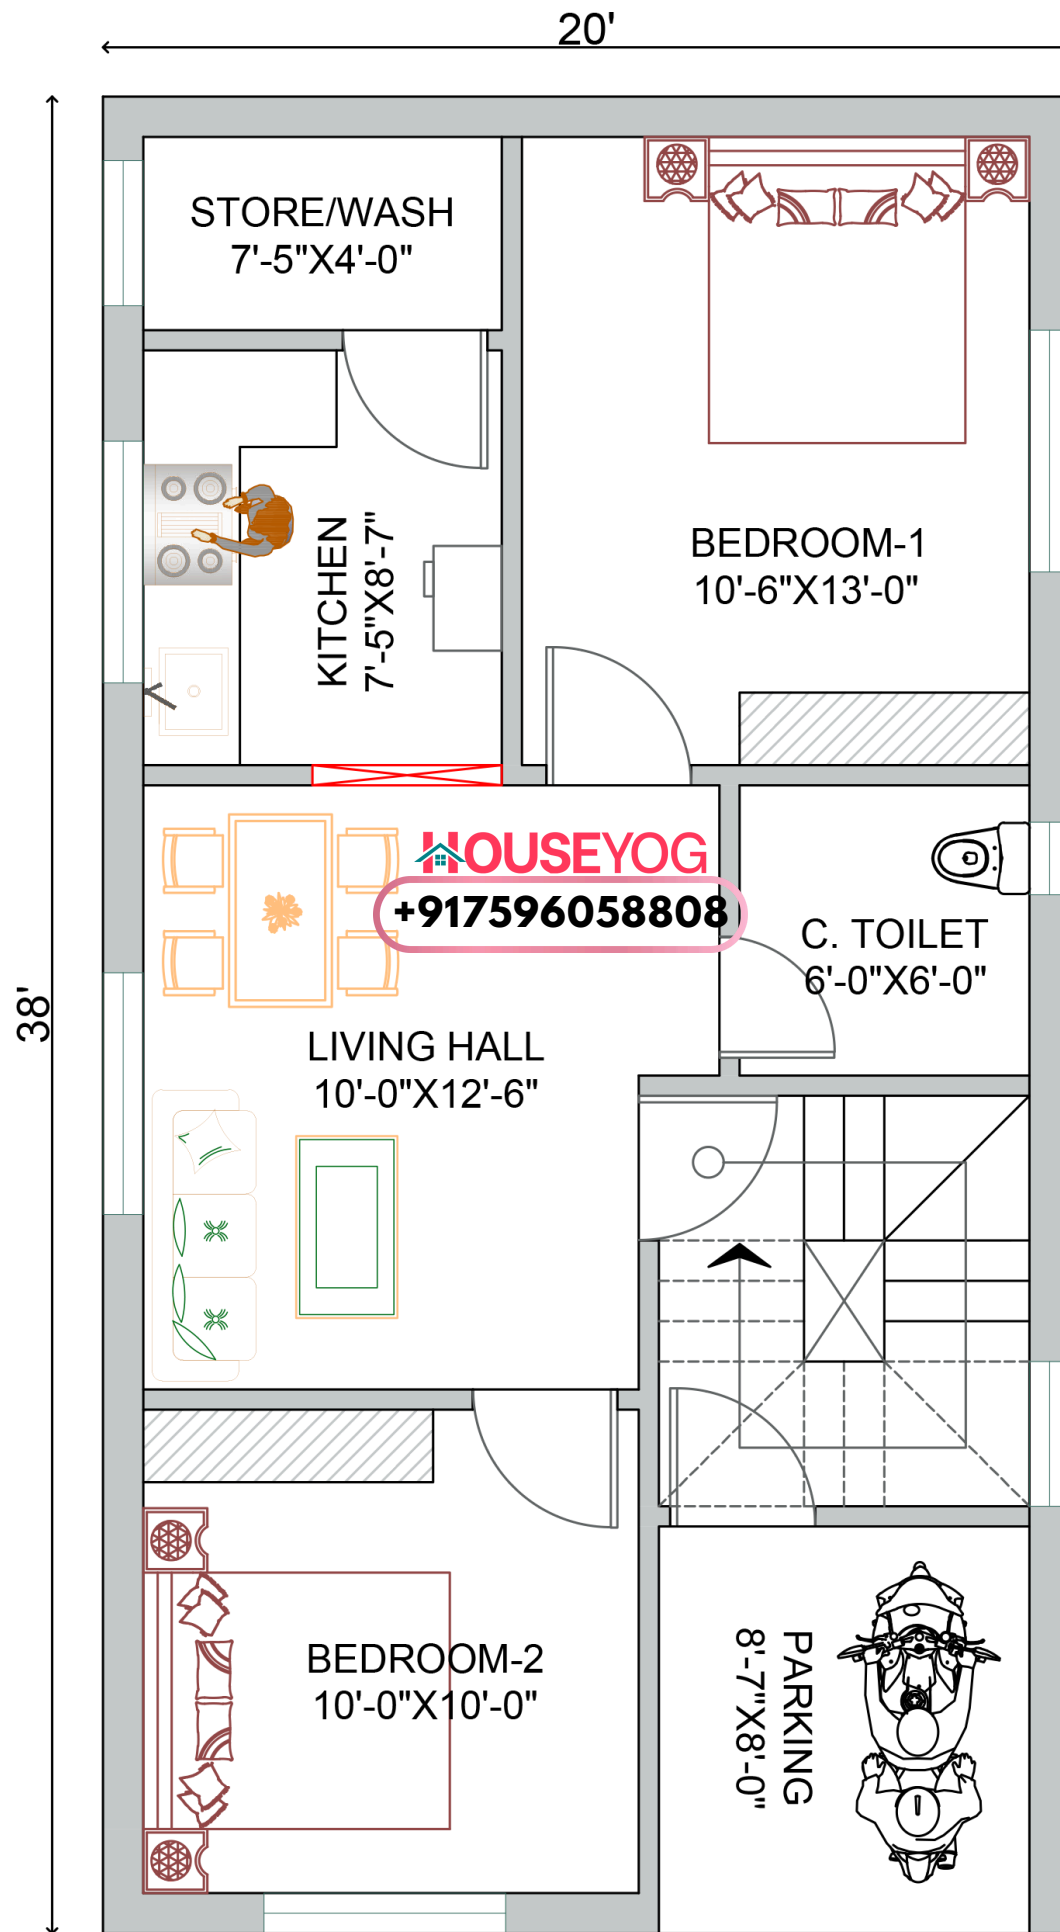 20'
38'
STORE/WASH
7'-5"X4'-0"
KITCHEN
7'-5"X8'-7"
BEDROOM-1
10'-6"X13'-0"
HOUSEYOG
+917596058808
C. TOILET
6'-0"X6'-0"
LIVING HALL
10'-0"X12'-6"
BEDROOM-2
10'-0"X10'-0"
PARKING
8'-7"X8'-0"